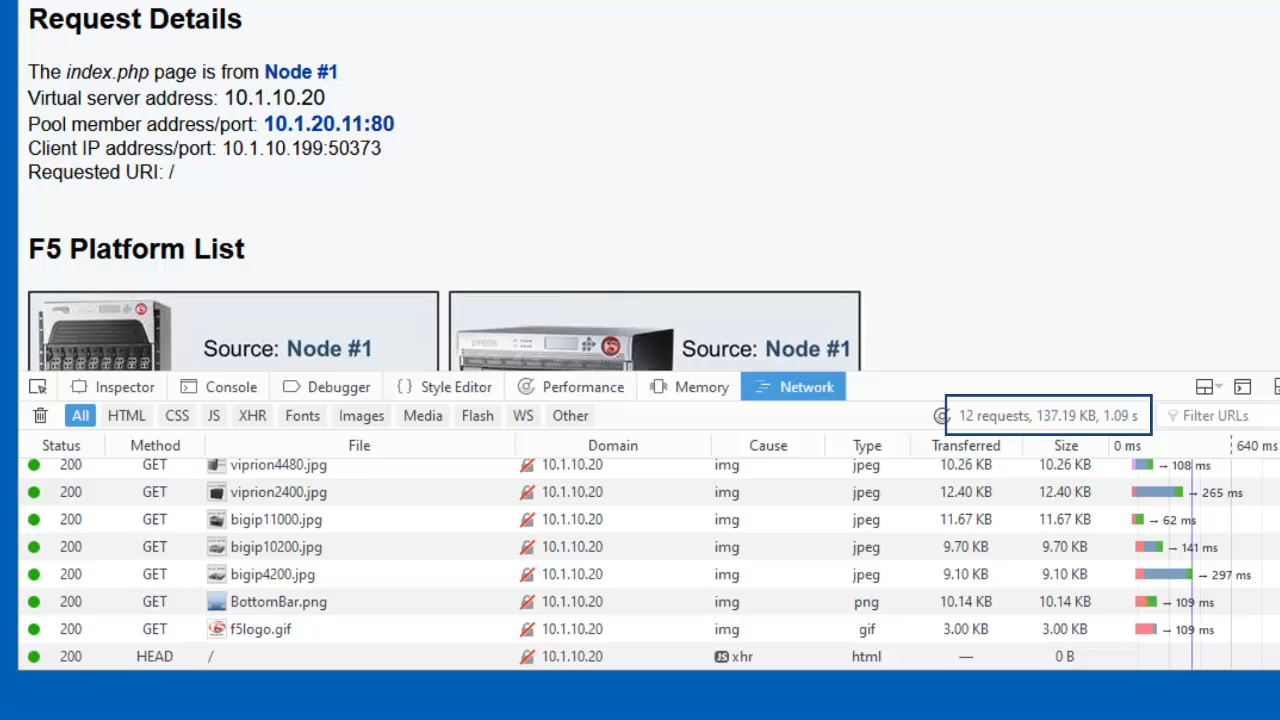 Request Details
The index.php page is from Node #1
Virtual server address: 10.1.10.20
Pool member address/port: 10.1.20.11:80
Client IP address/port: 10.1.10.199:50373
Requested URI: /
F5 Platform List
Source: Node #1
Source: Node #1
Inspector Console Debugger { } Style Editor Performance Memory Network
All HTML CSS JS XHR Fonts Images Media Flash WS Other 12 requests, 137.19 KB, 1.09 s Filter URLs
Status Method File Domain Cause Type Transferred Size 0 ms 640 ms
200 GET viprion4480.jpg 10.1.10.20 img jpeg 10.26 KB 10.26 KB → 108 ms
200 GET viprion2400.jpg 10.1.10.20 img jpeg 12.40 KB 12.40 KB → 265 ms
200 GET bigip11000.jpg 10.1.10.20 img jpeg 11.67 KB 11.67 KB → 62 ms
200 GET bigip10200.jpg 10.1.10.20 img jpeg 9.70 KB 9.70 KB → 141 ms
200 GET bigip4200.jpg 10.1.10.20 img jpeg 9.10 KB 9.10 KB → 297 ms
200 GET BottomBar.png 10.1.10.20 img png 10.14 KB 10.14 KB → 109 ms
200 GET f5logo.gif 10.1.10.20 img gif 3.00 KB 3.00 KB → 109 ms
200 HEAD / 10.1.10.20 JS xhr html — 0 B